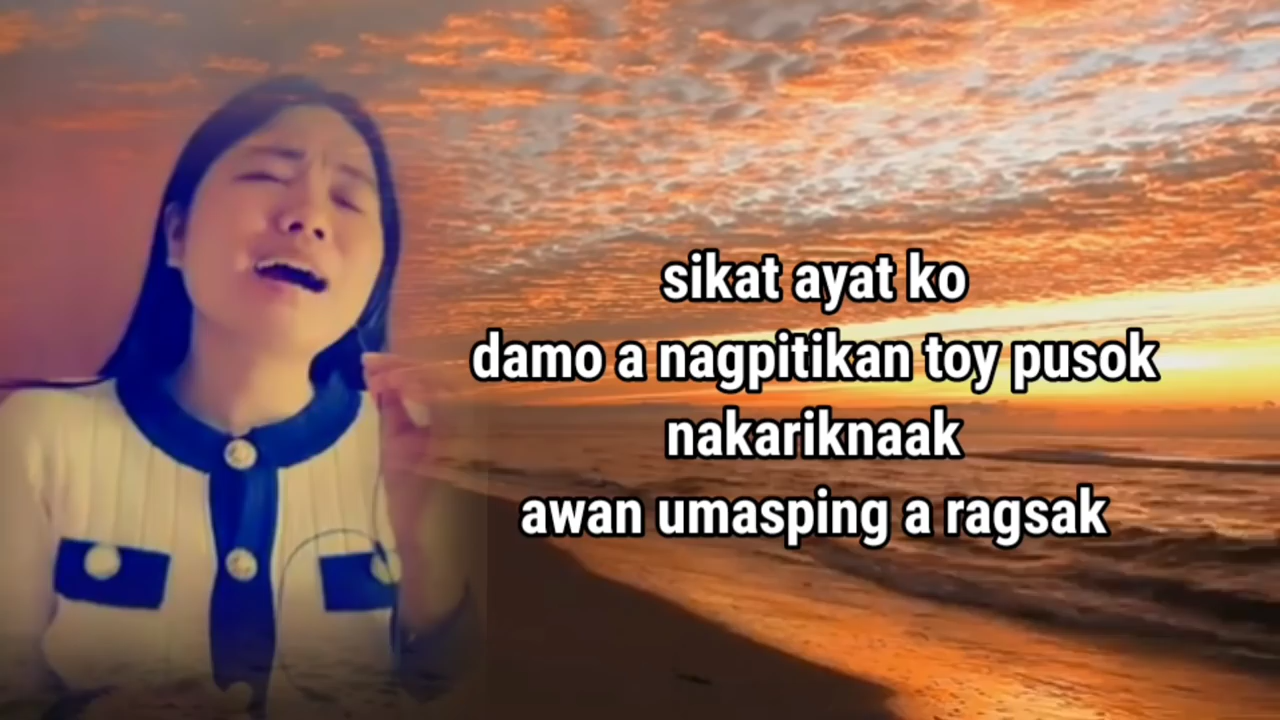 sikat ayat ko
damo a nagpitikan toy pusok
nakariknaak
awan umasping a ragsak